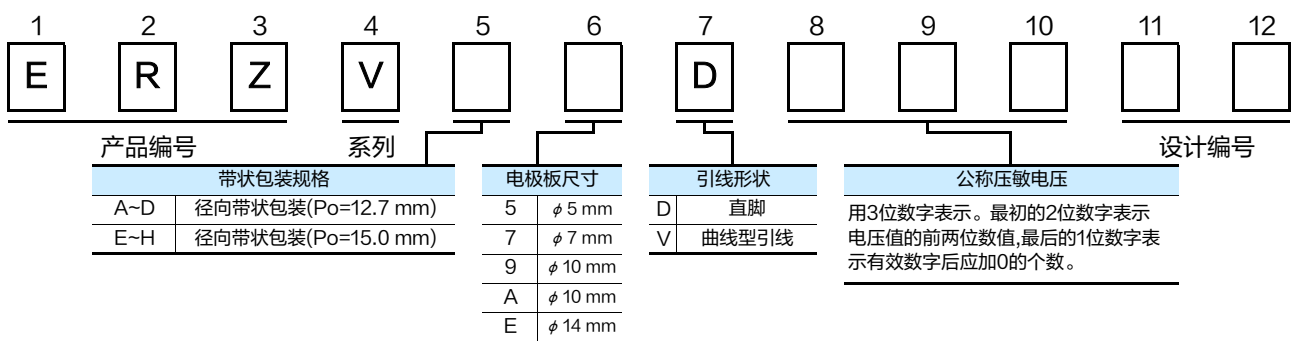 1 2 3 4 5 6 7 8 9 10 11 12
E R Z V D
产品编号 系列 设计编号
带状包装规格
A~D 径向带状包装(Po=12.7 mm)
E~H 径向带状包装(Po=15.0 mm)
电极板尺寸
5 ϕ 5 mm
7 ϕ 7 mm
9 ϕ 10 mm
A ϕ 10 mm
E ϕ 14 mm
引线形状
D 直脚
V 曲线型引线
公称压敏电压
用3位数字表示。最初的2位数字表示
电压值的前两位数值,最后的1位数字表
示有效数字后应加0的个数。